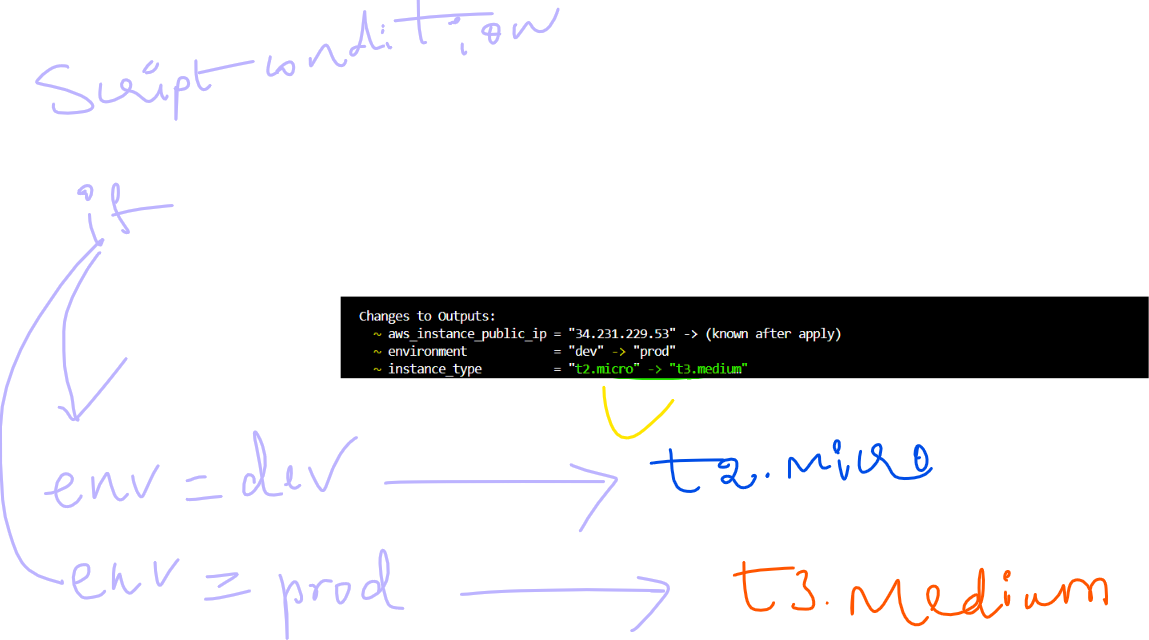 Script condition
if
Changes to Outputs:
~ aws_instance_public_ip = "34.231.229.53" -> (known after apply)
~ environment = "dev" -> "prod"
~ instance_type = "t2.micro" -> "t3.medium"
env = dev t2.micro
env = prod t3.medium